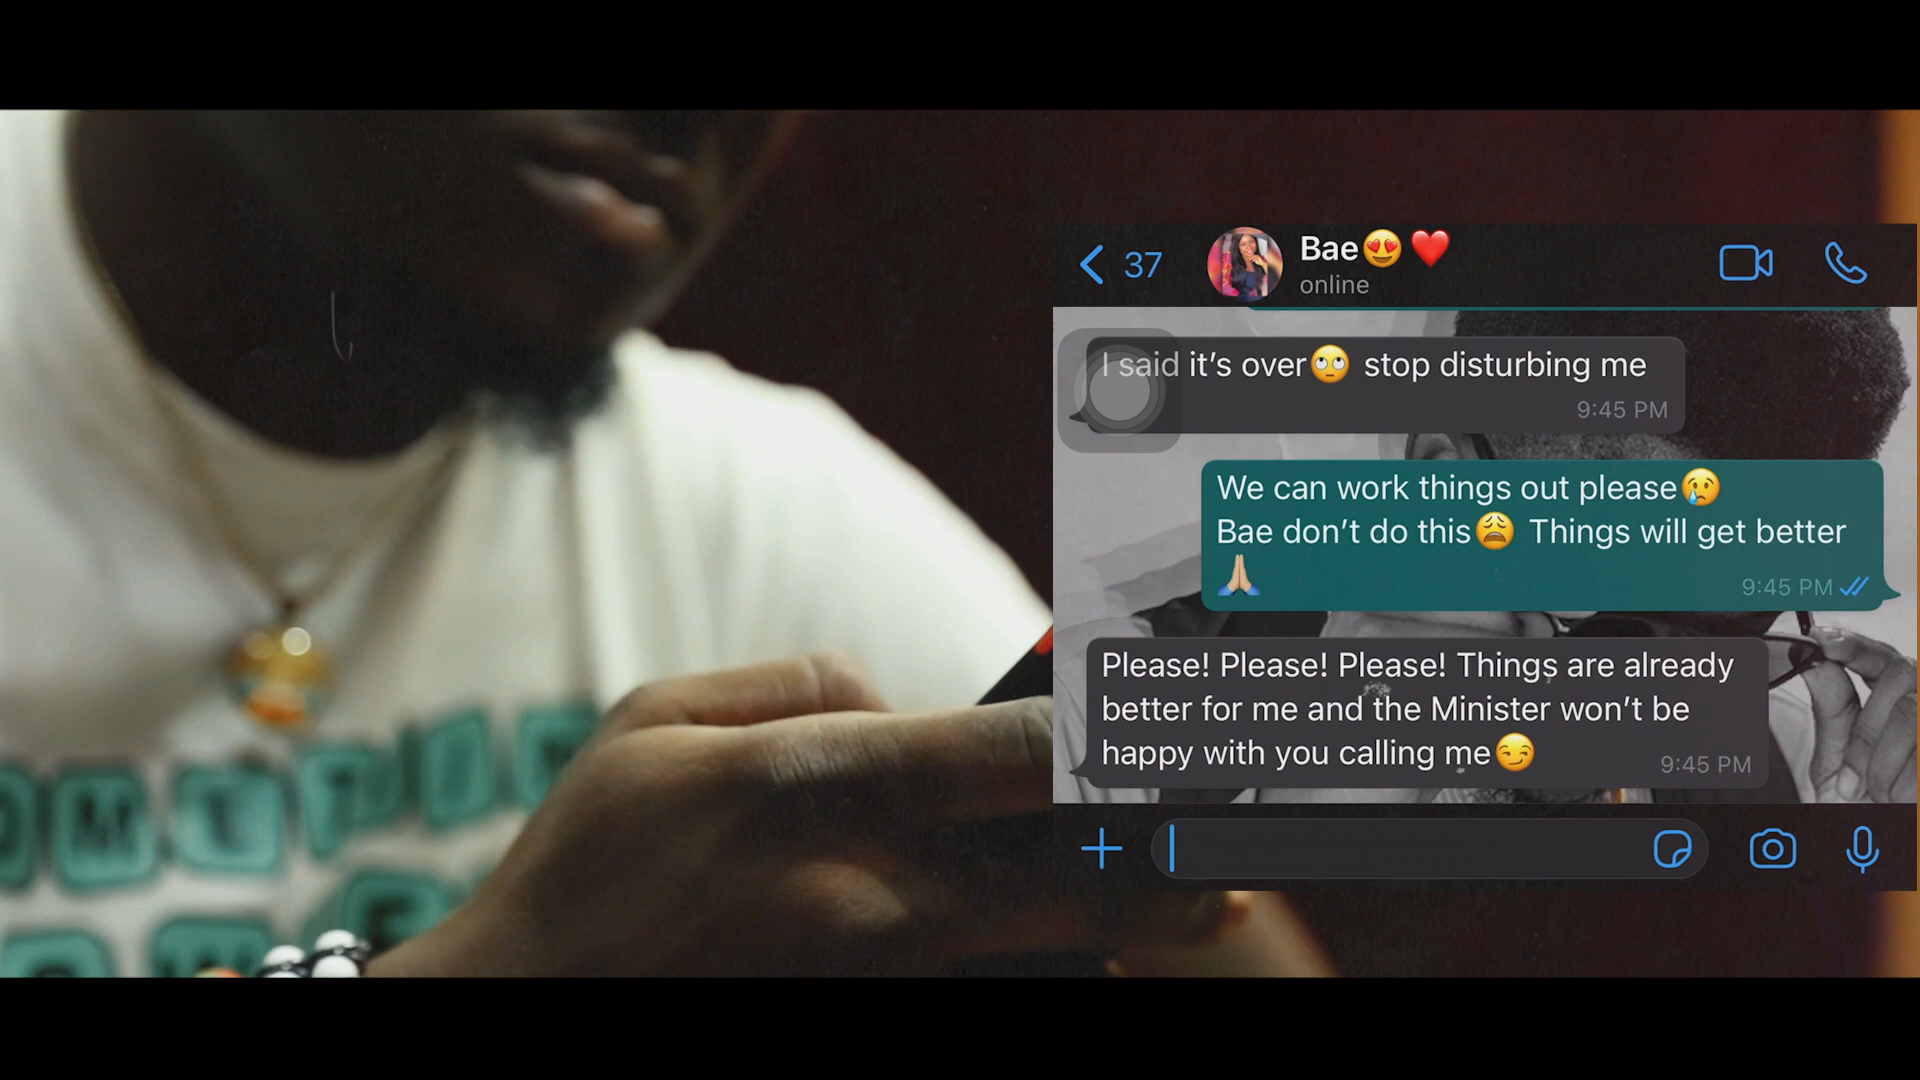 37
Bae😍❤️
online
I said it's over🙄 stop disturbing me
9:45 PM
We can work things out please😢
Bae don't do this😩 Things will get better
🙏🏼
9:45 PM
Please! Please! Please! Things are already
better for me and the Minister won't be
happy with you calling me😏
9:45 PM